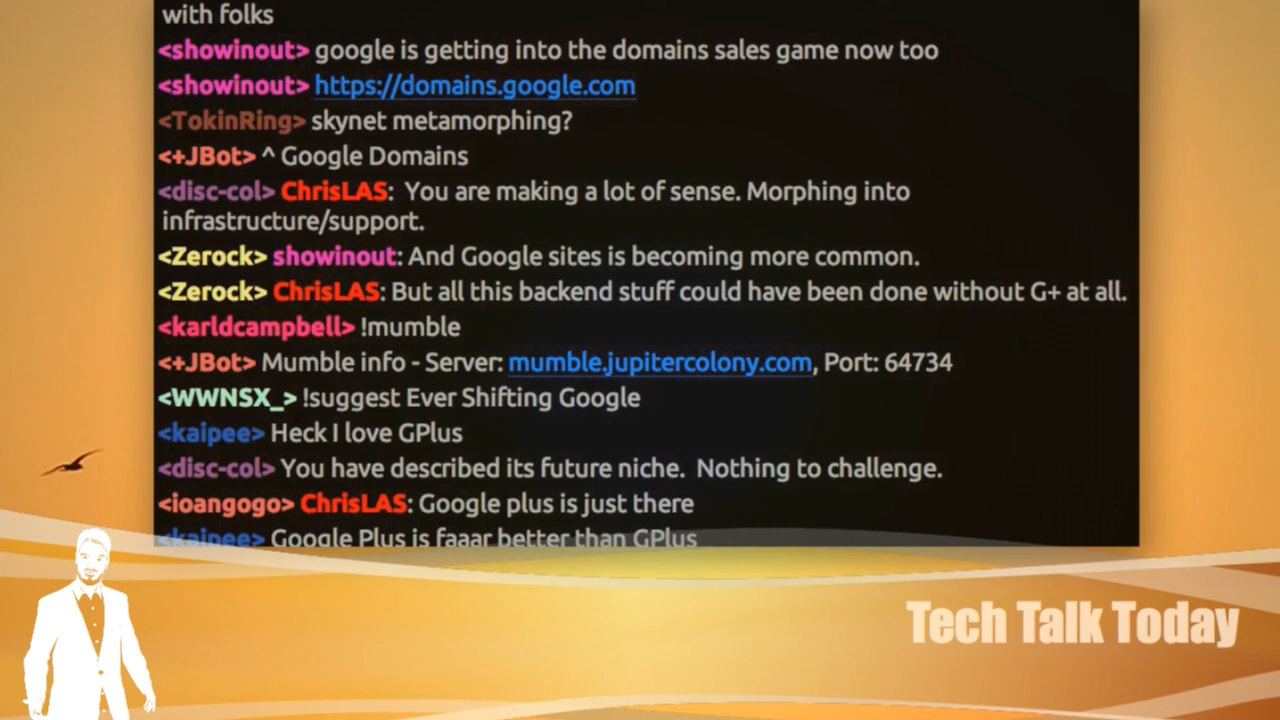 with folks
<showinout> google is getting into the domains sales game now too
<showinout> https://domains.google.com
<TokinRing> skynet metamorphing?
<+JBot> ^ Google Domains
<disc-col> ChrisLAS:  You are making a lot of sense. Morphing into
infrastructure/support.
<Zerock> showinout: And Google sites is becoming more common.
<Zerock> ChrisLAS: But all this backend stuff could have been done without G+ at all.
<karldcampbell> !mumble
<+JBot> Mumble info - Server: mumble.jupitercolony.com, Port: 64734
<WWNSX_> !suggest Ever Shifting Google
<kaipee> Heck I love GPlus
<disc-col> You have described its future niche.  Nothing to challenge.
<ioangogo> ChrisLAS: Google plus is just there
<kaipee> Google Plus is faaar better than GPlus
Tech Talk Today